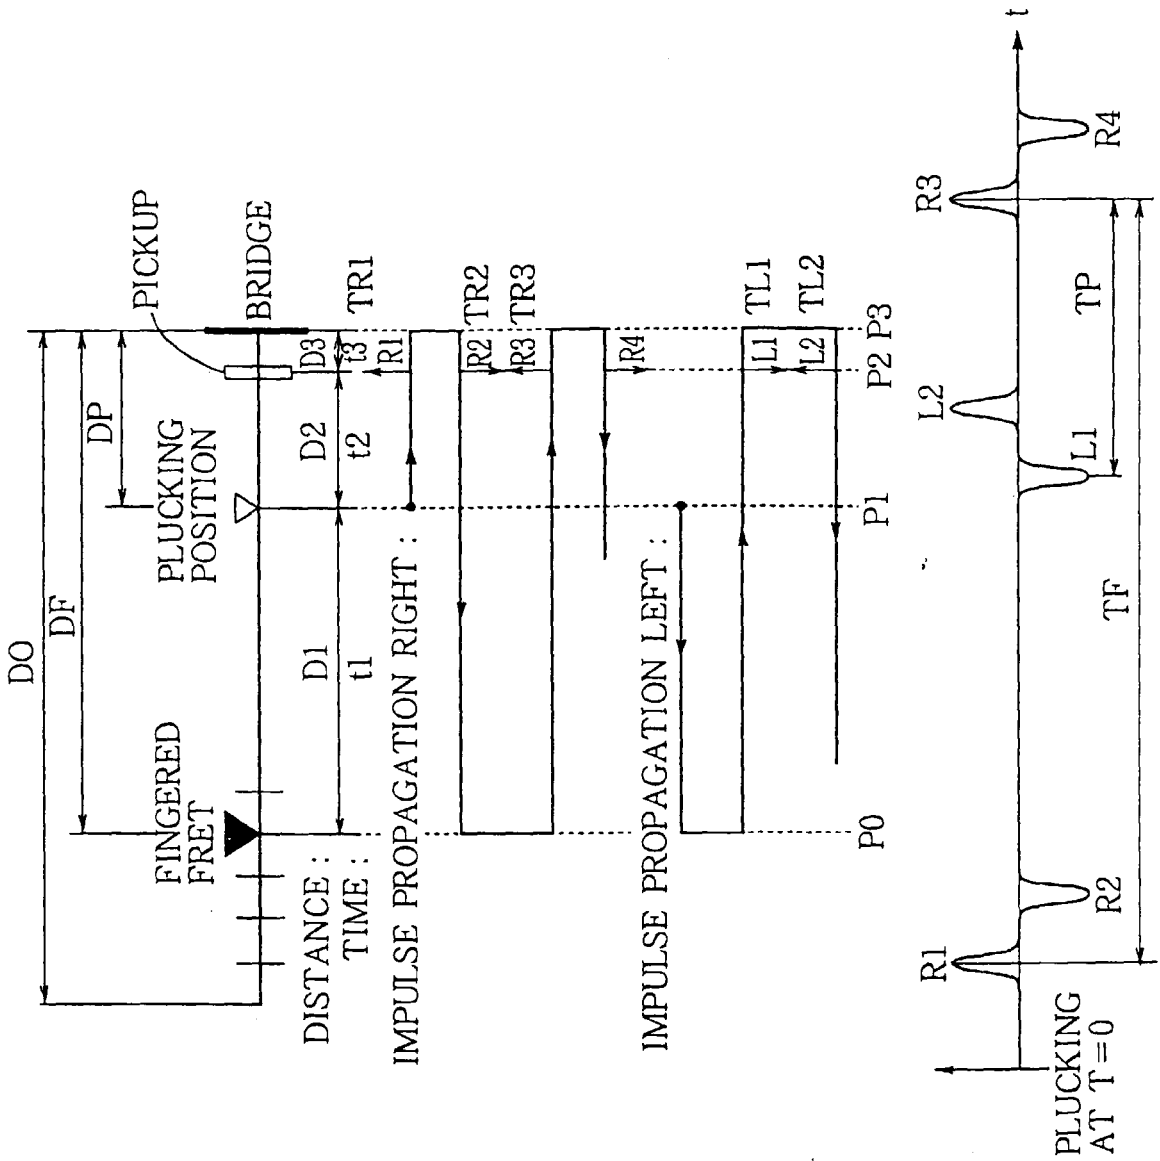 DO
DF
DP
PICKUP
FINGERED
FRET
PLUCKING
POSITION
BRIDGE
DISTANCE :
D1
D2
D3
TIME :
t1
t2
t3
TR1
IMPULSE PROPAGATION RIGHT :
R1
R2
TR2
R3
TR3
R4
IMPULSE PROPAGATION LEFT :
L1
TL1
L2
TL2
P0
P1
P2
P3
R1
L2
R3
t
PLUCKING
AT T=0
R2
L1
R4
TP
TF